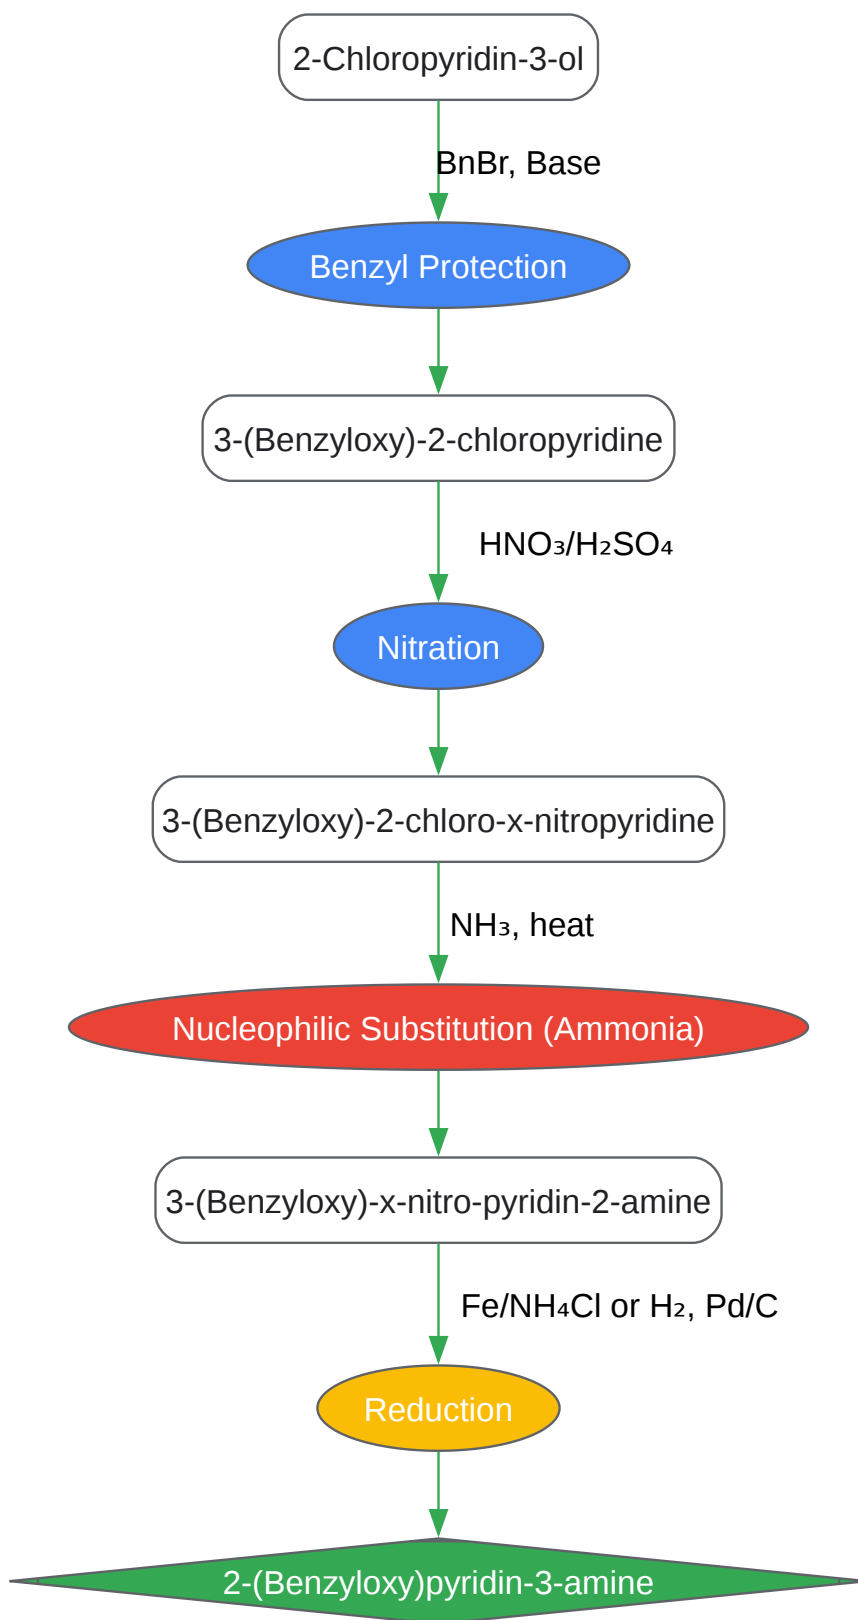 2-Chloropyridin-3-ol
BnBr, Base
Benzyl Protection
3-(Benzyloxy)-2-chloropyridine
HNO₃/H₂SO₄
Nitration
3-(Benzyloxy)-2-chloro-x-nitropyridine
NH₃, heat
Nucleophilic Substitution (Ammonia)
3-(Benzyloxy)-x-nitro-pyridin-2-amine
Fe/NH₄Cl or H₂, Pd/C
Reduction
2-(Benzyloxy)pyridin-3-amine